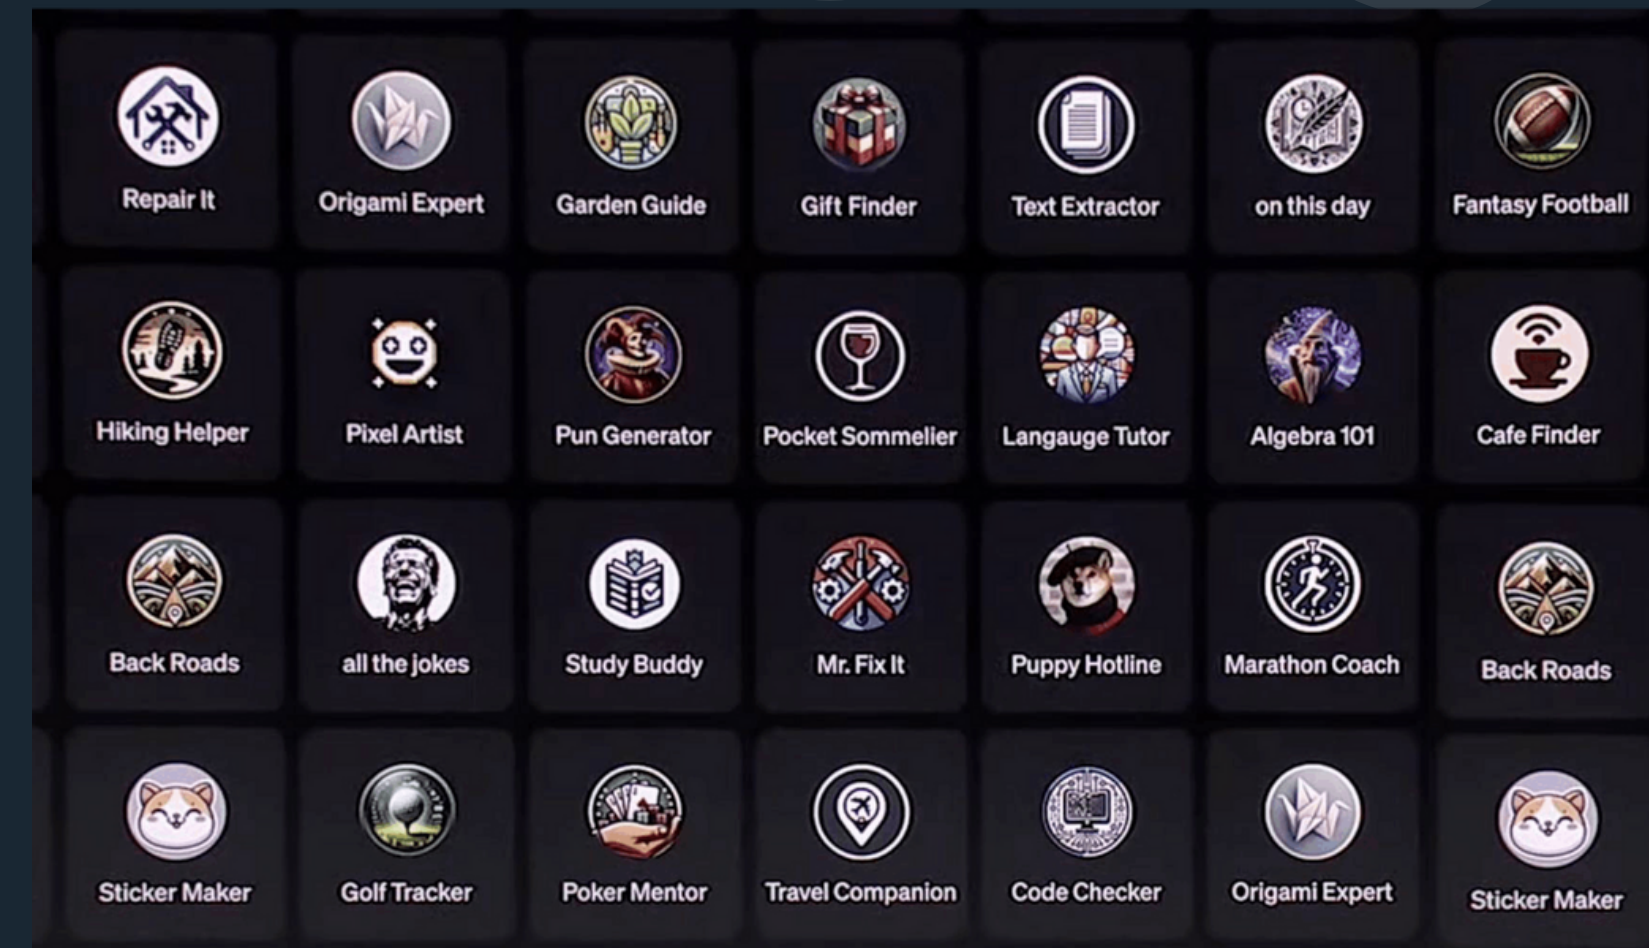 Repair It
Origami Expert
Garden Guide
Gift Finder
Text Extractor
on this day
Fantasy Football
Hiking Helper
Pixel Artist
Pun Generator
Pocket Sommelier
Langauge Tutor
Algebra 101
Cafe Finder
Back Roads
all the jokes
Study Buddy
Mr. Fix It
Puppy Hotline
Marathon Coach
Back Roads
Sticker Maker
Golf Tracker
Poker Mentor
Travel Companion
Code Checker
Origami Expert
Sticker Maker